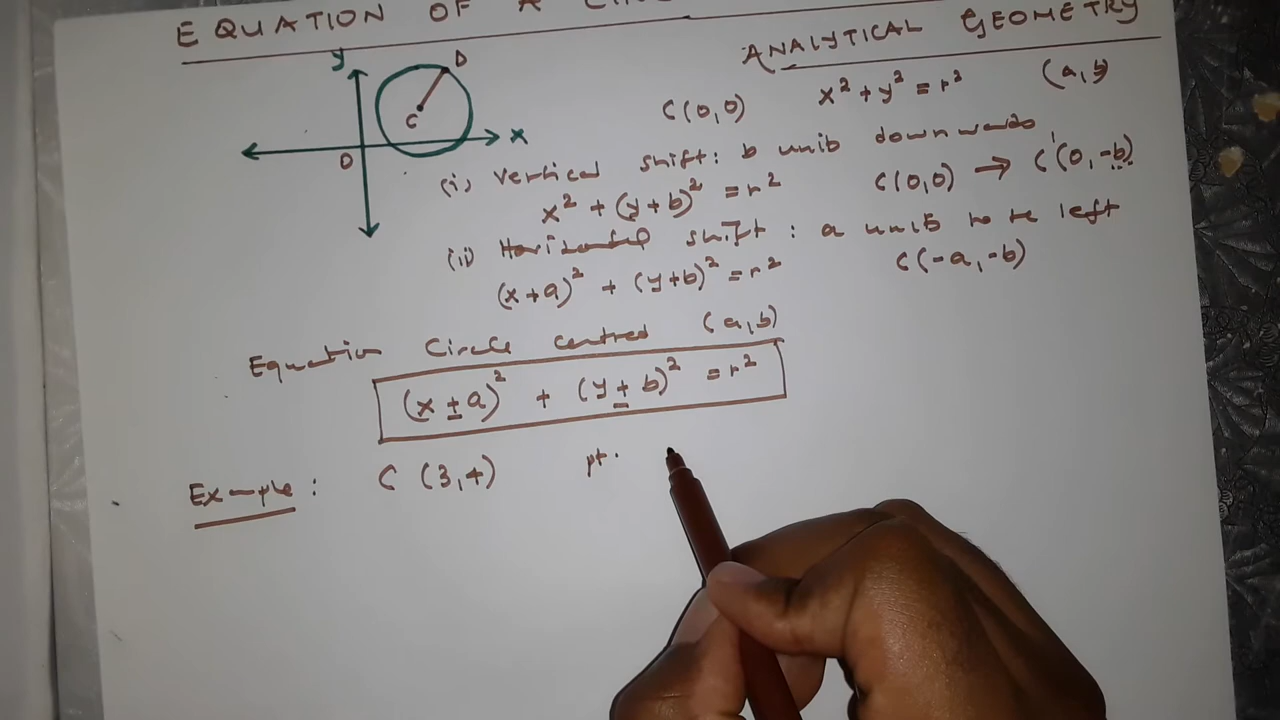 EQUATION OF A
ANALYTICAL GEOMETRY
y D C x O
C(0,0) x² + y² = r² (a,b)
(i) vertical shift: b units downwards
x² + (y+b)² = r² C(0,0) → C'(0,-b)
(ii) Horizontal shift: a units to the left
(x+a)² + (y+b)² = r² C(-a,-b)
Equation Circle centred (a,b)
(x ± a)² + (y ± b)² = r²
Example: C (3,4) pt.